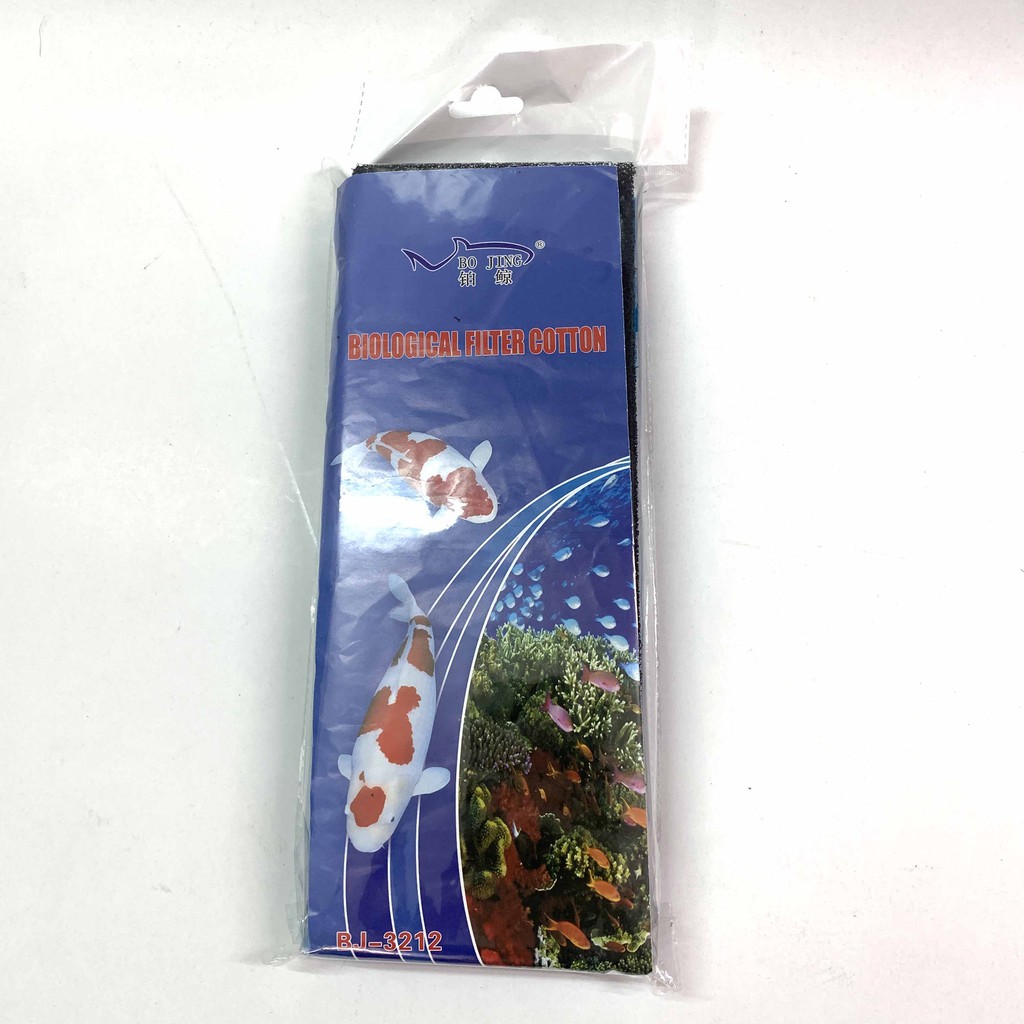 BO JING®
铂鲸
BIOLOGICAL FILTER COTTON
BJ-3212